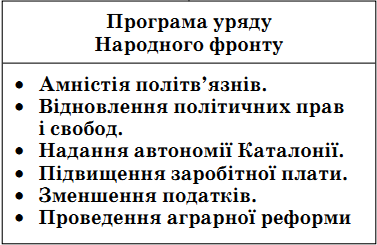 Програма уряду
Народного фронту
• Амністія політв’язнів.
• Відновлення політичних прав
і свобод.
• Надання автономії Каталонії.
• Підвищення заробітної плати.
• Зменшення податків.
• Проведення аграрної реформи